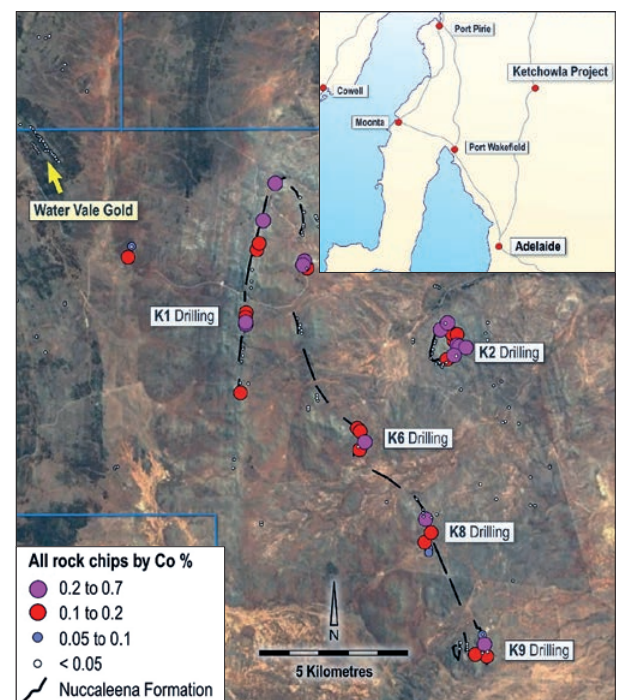 Port Pirie
Ketchowla Project
Cowell
Moonta
Port Wakefield
Adelaide
Water Vale Gold
K1 Drilling
K2 Drilling
K6 Drilling
K8 Drilling
K9 Drilling
All rock chips by Co %
0.2 to 0.7
0.1 to 0.2
0.05 to 0.1
< 0.05
Nuccaleena Formation
N
5 Kilometres